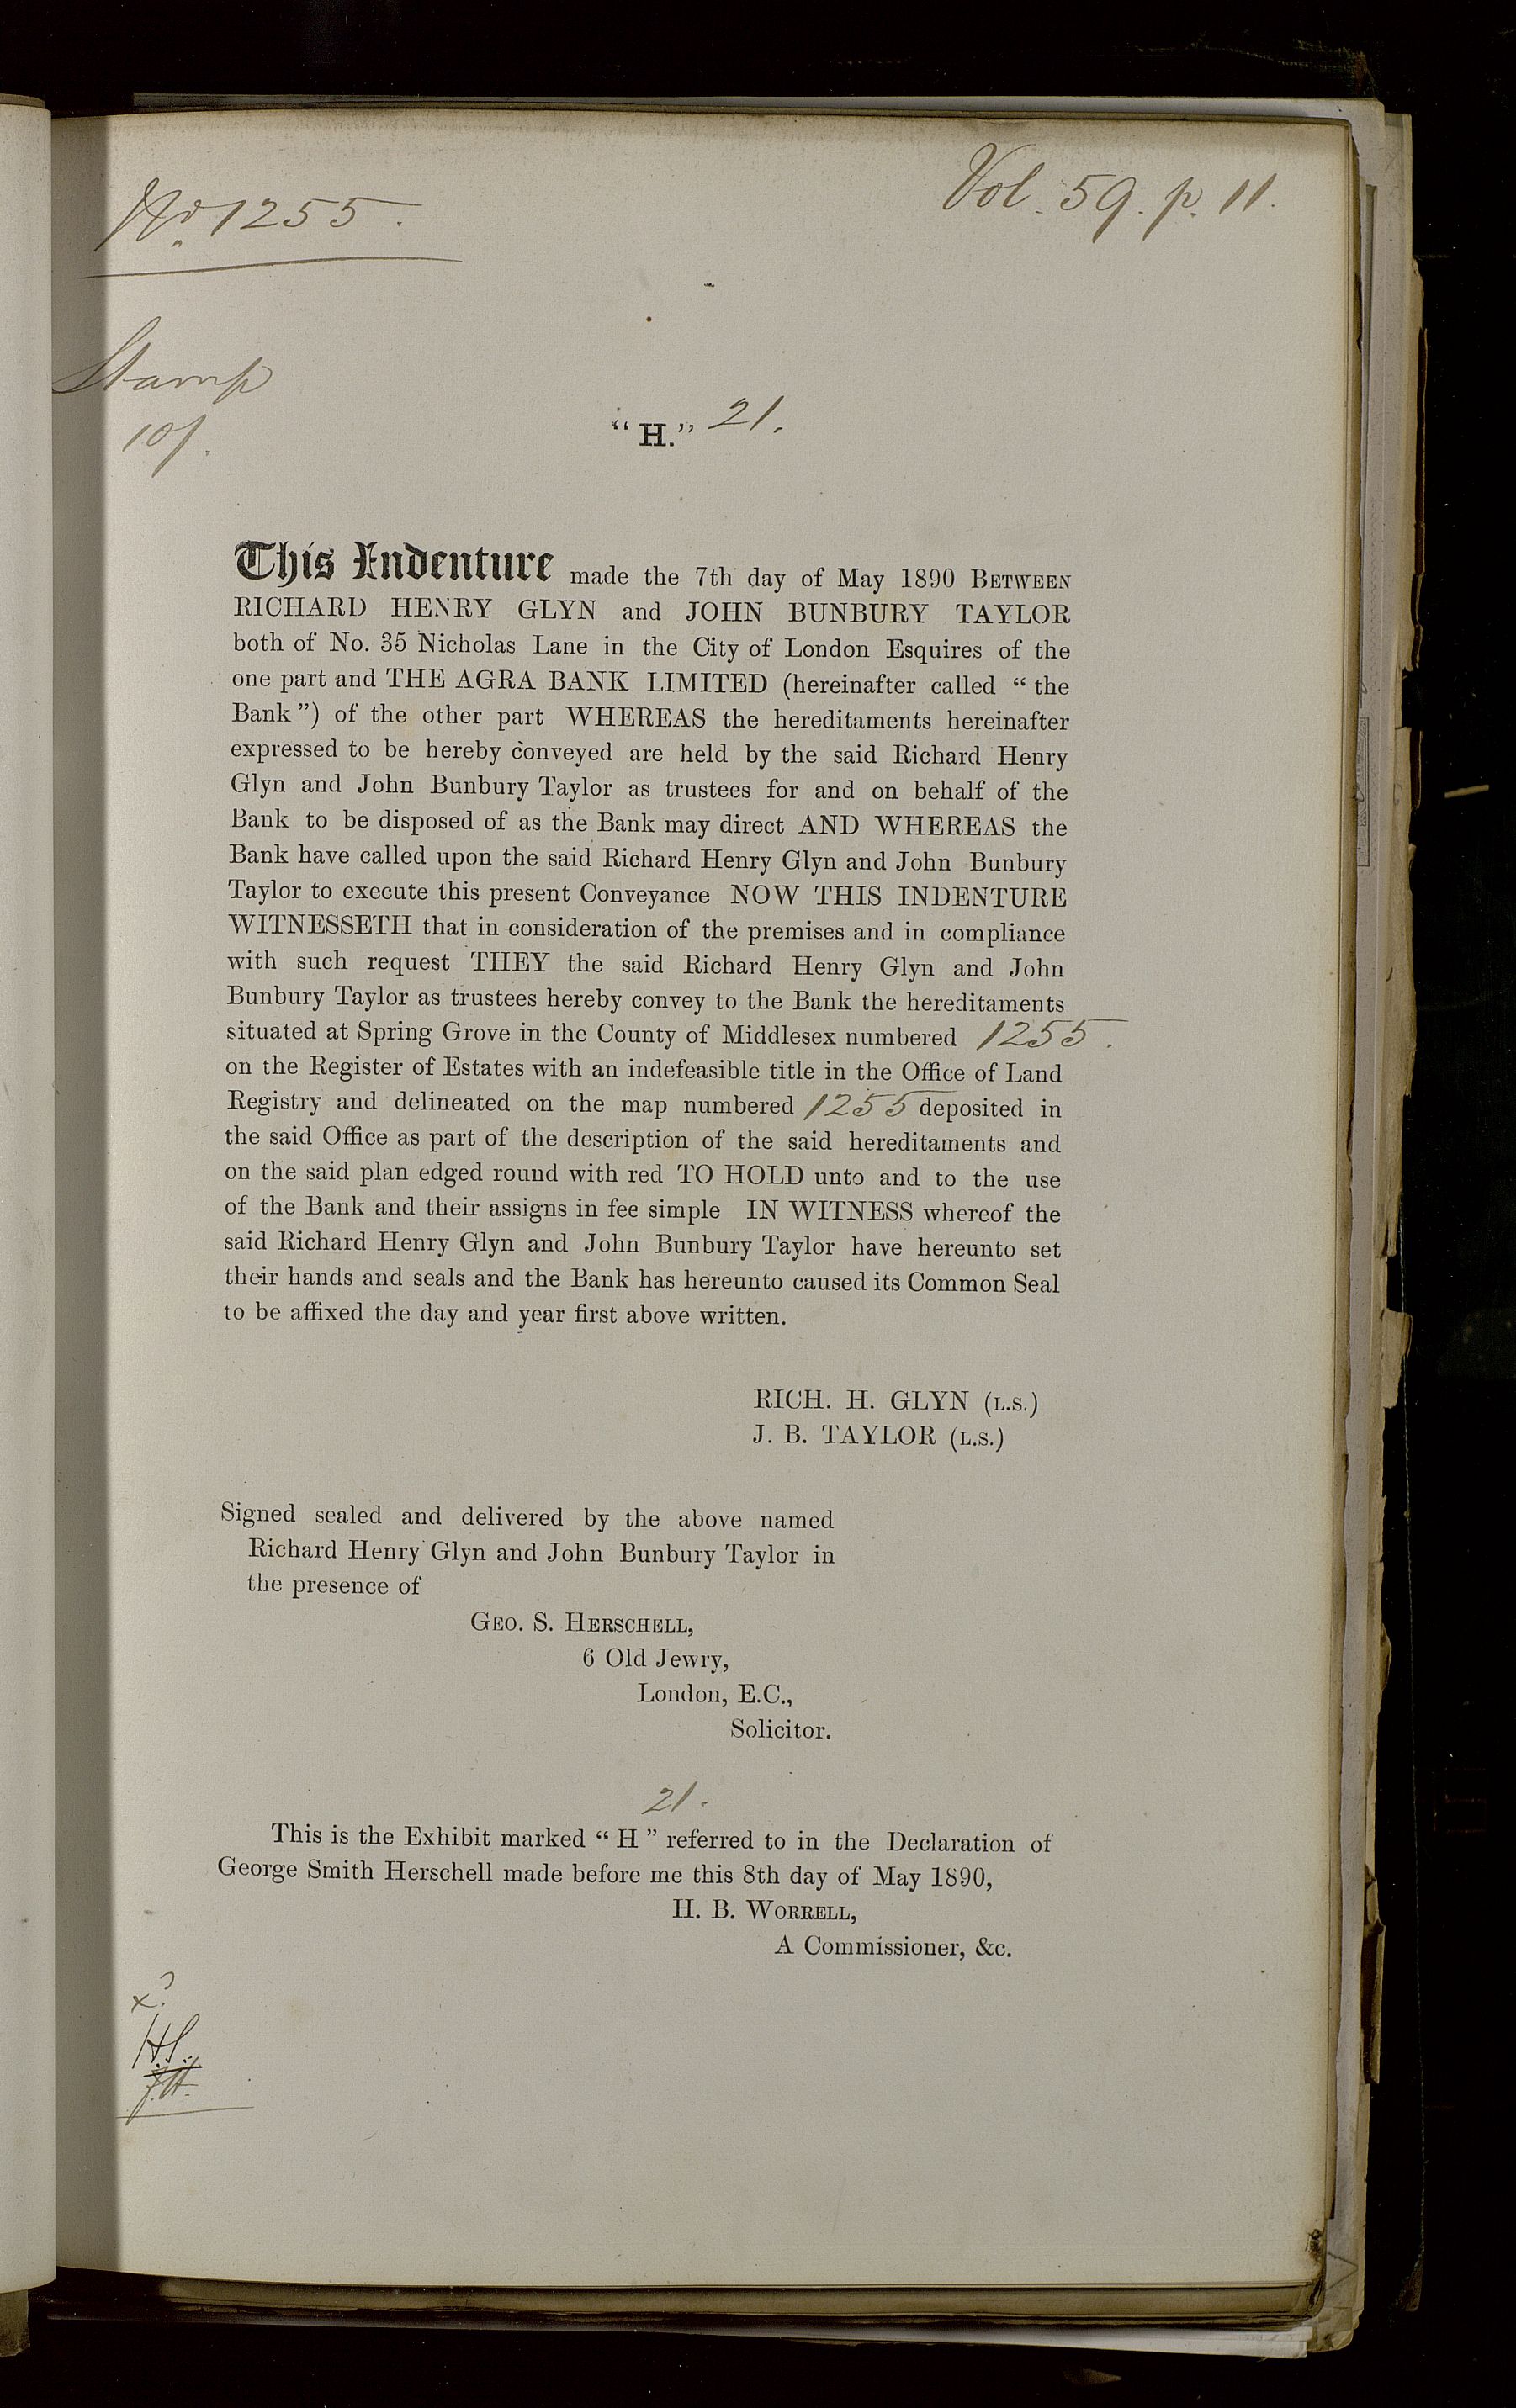 No. 1255.
Vol. 59. p. 11.
Stamp
10/.
“H.” 21.
This Indenture made the 7th day of May 1890 BETWEEN
RICHARD HENRY GLYN and JOHN BUNBURY TAYLOR
both of No. 35 Nicholas Lane in the City of London Esquires of the
one part and THE AGRA BANK LIMITED (hereinafter called “ the
Bank ”) of the other part WHEREAS the hereditaments hereinafter
expressed to be hereby conveyed are held by the said Richard Henry
Glyn and John Bunbury Taylor as trustees for and on behalf of the
Bank to be disposed of as the Bank may direct AND WHEREAS the
Bank have called upon the said Richard Henry Glyn and John Bunbury
Taylor to execute this present Conveyance NOW THIS INDENTURE
WITNESSETH that in consideration of the premises and in compliance
with such request THEY the said Richard Henry Glyn and John
Bunbury Taylor as trustees hereby convey to the Bank the hereditaments
situated at Spring Grove in the County of Middlesex numbered 1255.
on the Register of Estates with an indefeasible title in the Office of Land
Registry and delineated on the map numbered 1255 deposited in
the said Office as part of the description of the said hereditaments and
on the said plan edged round with red TO HOLD unto and to the use
of the Bank and their assigns in fee simple IN WITNESS whereof the
said Richard Henry Glyn and John Bunbury Taylor have hereunto set
their hands and seals and the Bank has hereunto caused its Common Seal
to be affixed the day and year first above written.
RICH. H. GLYN (L.S.)
J. B. TAYLOR (L.S.)
Signed sealed and delivered by the above named
Richard Henry Glyn and John Bunbury Taylor in
the presence of
GEO. S. HERSCHELL,
6 Old Jewry,
London, E.C.,
Solicitor.
21.
This is the Exhibit marked “ H ” referred to in the Declaration of
George Smith Herschell made before me this 8th day of May 1890,
H. B. WORRELL,
A Commissioner, &c.